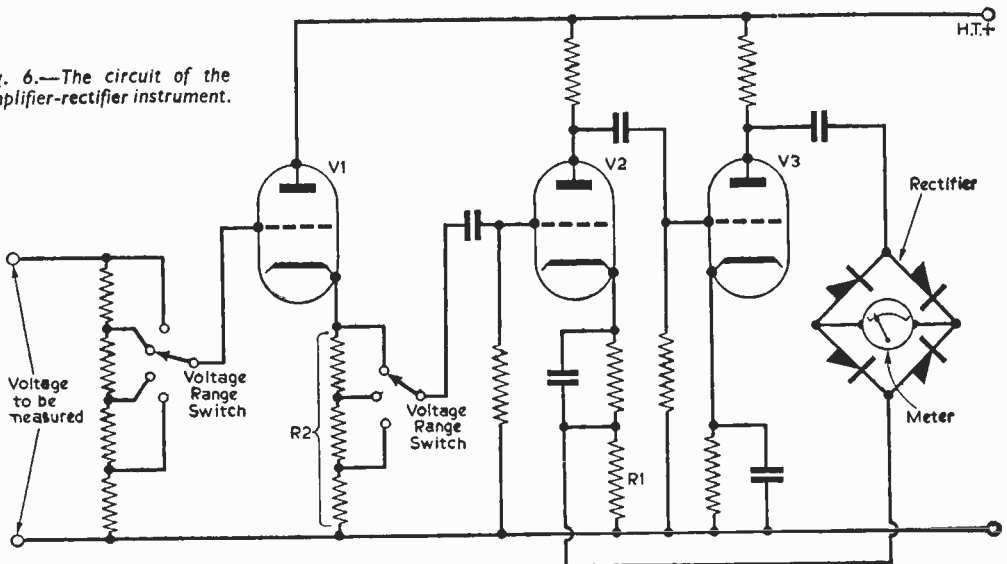 6.—The circuit of the
plifier-rectifier instrument.
H.T.+
V1
V2
V3
Rectifier
Voltage
to be
measured
Voltage
Range
Switch
R2
Voltage
Range
Switch
R1
Meter